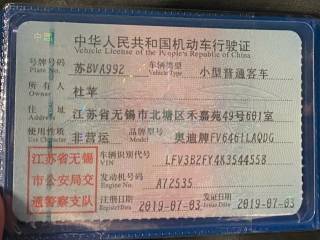 中华人民共和国机动车行驶证
Vehicle License of the People's Republic of China
号牌号码 苏BVA992 车辆类型 小型普通客车
Plate No. Vehicle Type
所有人 杜苹
Owner
住址 江苏省无锡市北塘区禾嘉苑49号601室
Address
使用性质 非营运 品牌型号 奥迪牌FV6461LAQDG
Use Character Model
江苏省无锡
市公安局交
通警察支队
车辆识别代号 LFV3B2FY4K3544558
VIN
发动机号码 A72535
Engine No.
注册日期 2019-07-03 发证日期 2019-07-03
Register Date Issue Date